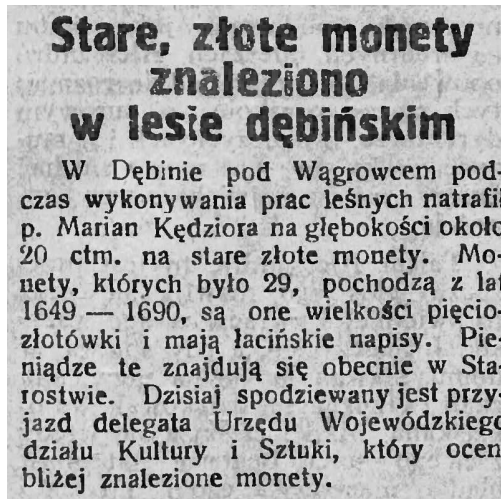 Stare, złote monety
znaleziono
w lesie dębińskim
W Dębinie pod Wągrowcem pod-
czas wykonywania prac leśnych natrafił
p. Marian Kędziora na głębokości około
20 ctm. na stare złote monety. Mo-
nety, których było 29, pochodzą z lat
1649 — 1690, są one wielkości pięcio-
złotówki i mają łacińskie napisy. Pie-
niądze te znajdują się obecnie w Sta-
rostwie. Dzisiaj spodziewany jest przy-
jazd delegata Urzędu Wojewódzkiego
działu Kultury i Sztuki, który oceni
bliżej znalezione monety.